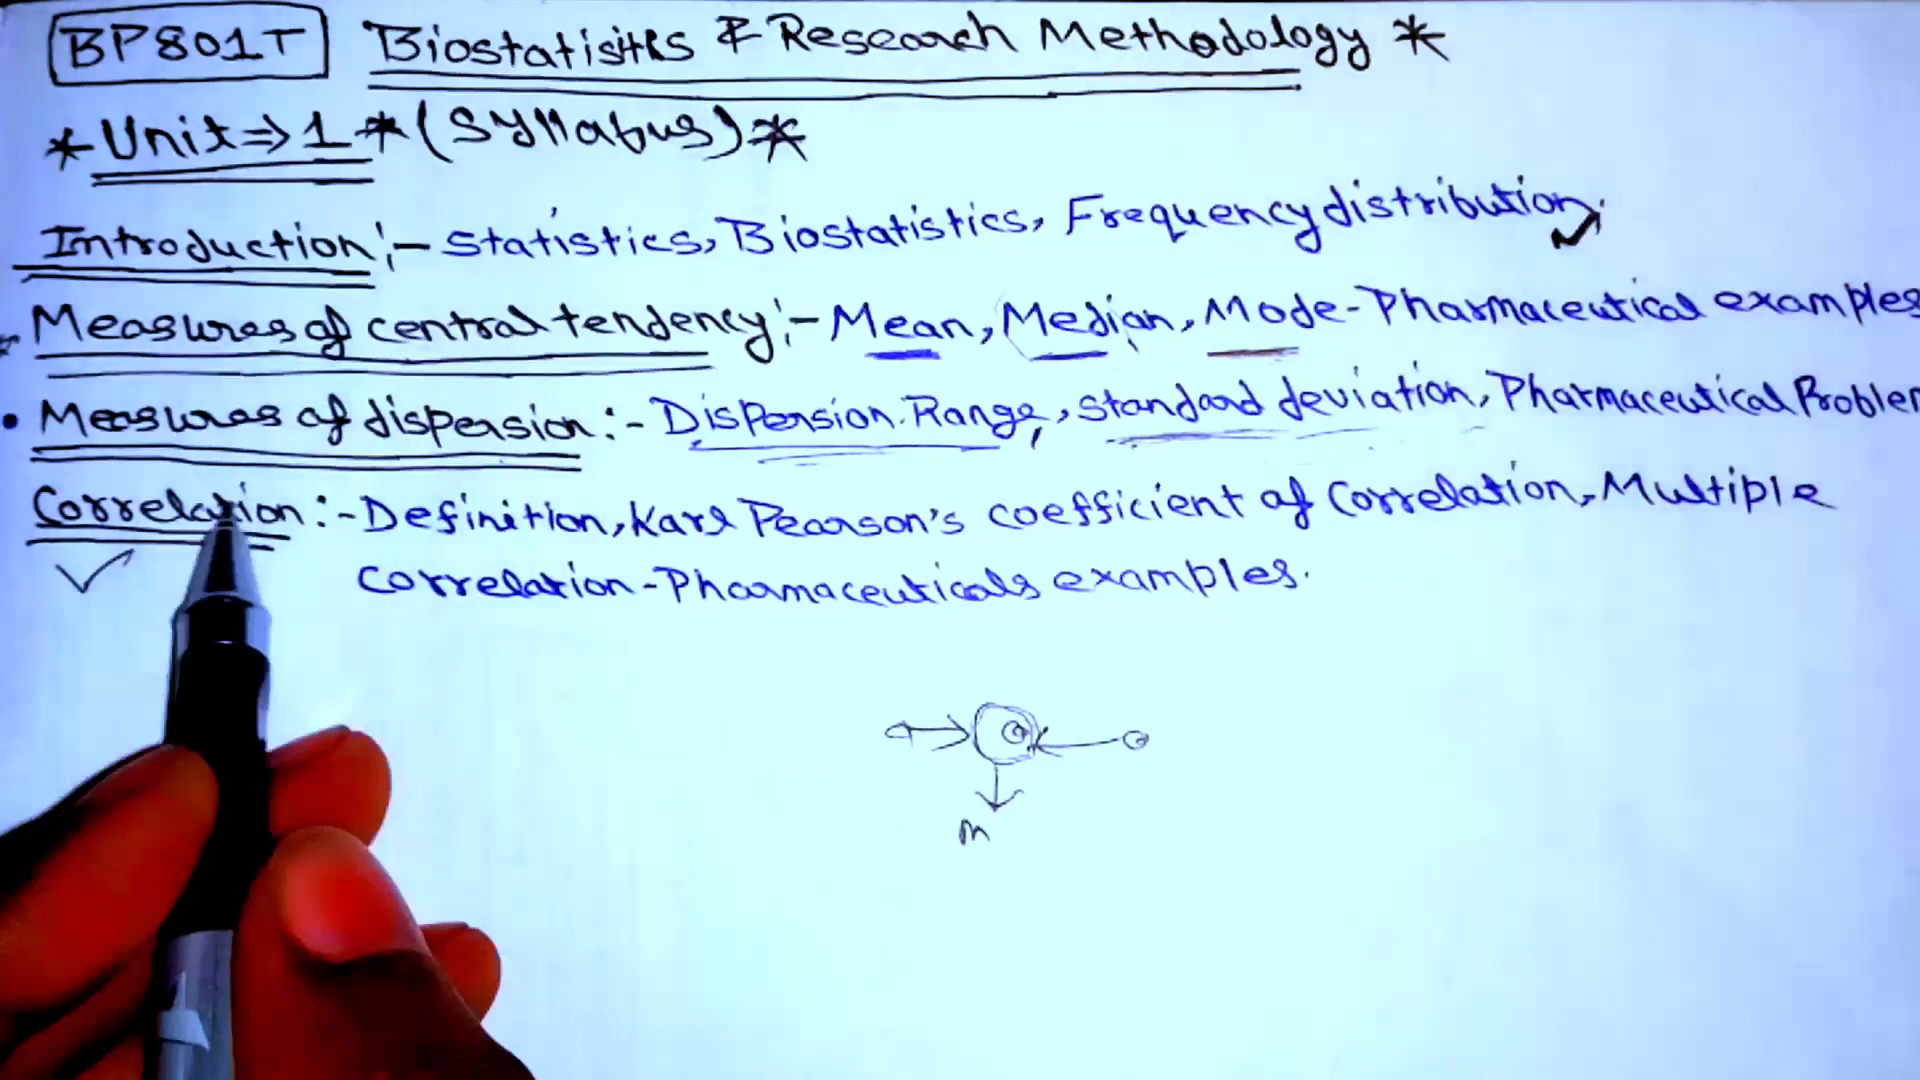 BP801T Biostatisitcs & Research Methodology *
* Unit ⇒ 1 * (Syllabus) *
Introduction :- Statistics, Biostatistics, Frequency distribution.
Measures of central tendency :- Mean, Median, Mode - Pharmaceutical examples
• Measures of dispersion :- Dispersion, Range, standard deviation, Pharmaceutical Problem
Correlation :- Definition, Karl Pearson's coefficient of Correlation, Multiple
Correlation - Pharmaceuticals examples.
m